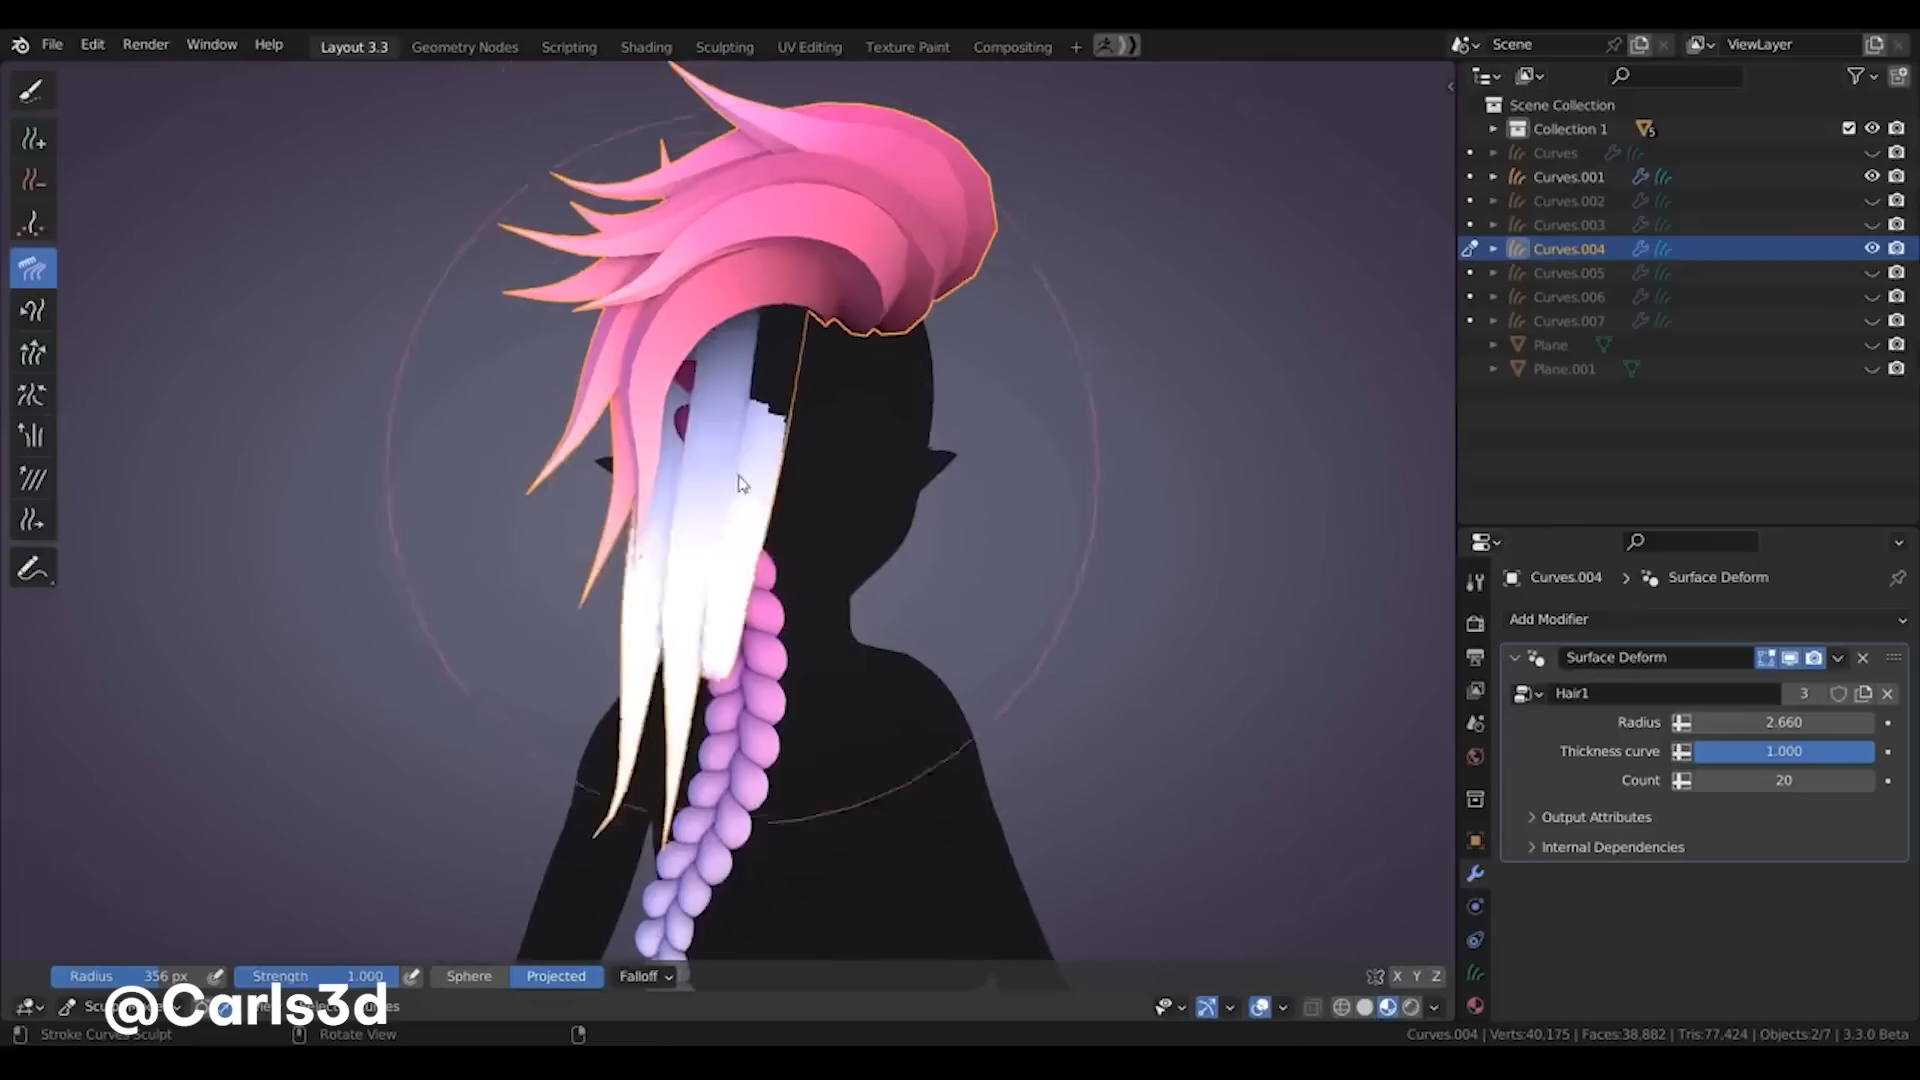 File Edit Render Window Help Layout 3.3 Geometry Nodes Scripting Shading Sculpting UV Editing Texture Paint Compositing + Scene ViewLayer
Scene Collection
Collection 1 5
Curves
Curves.001
Curves.002
Curves.003
Curves.004
Curves.005
Curves.006
Curves.007
Plane
Plane.001
Curves.004 > Surface Deform
Add Modifier
Surface Deform
Hair1 3
Radius 2.660
Thickness curve 1.000
Count 20
Output Attributes
Internal Dependencies
Radius 356 px Strength 1.000 Sphere Projected Falloff X Y Z
@Carls3d
Stroke Curves Sculpt Rotate View Curves.004 | Verts:40,175 | Faces:38,882 | Tris:77,424 | Objects:2/7 | 3.3.0 Beta